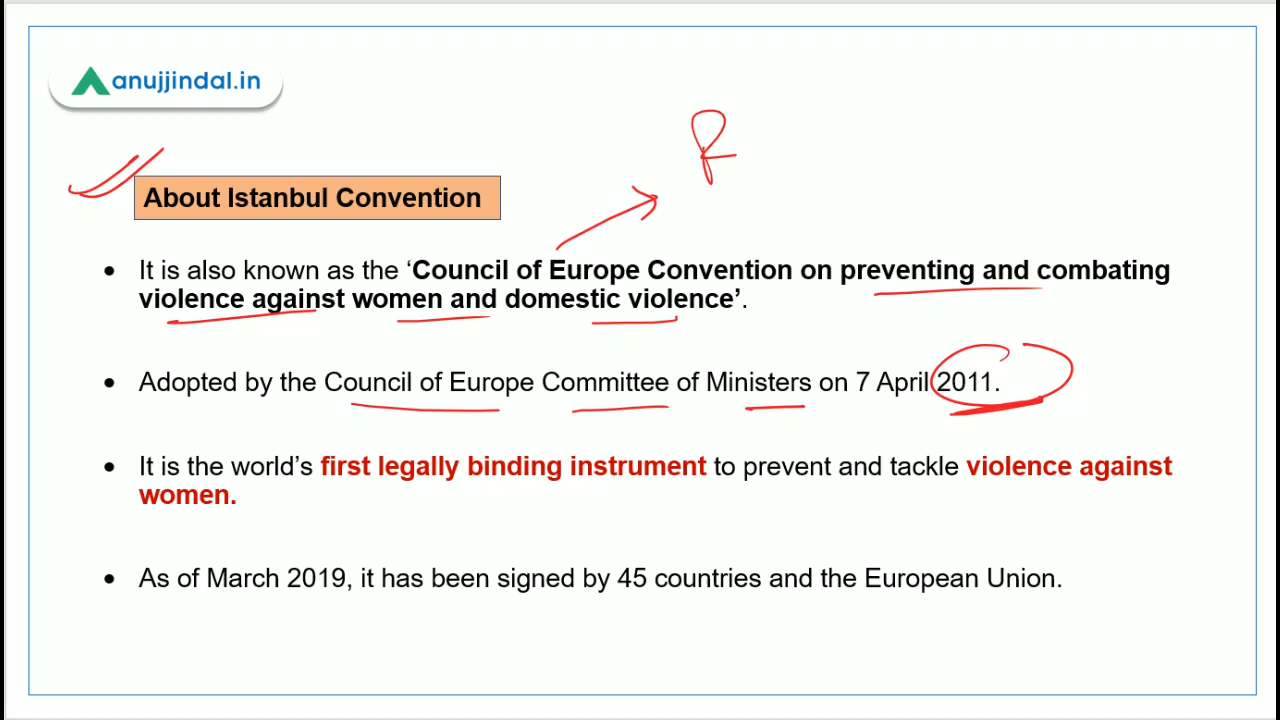 anujjindal.in
About Istanbul Convention
• It is also known as the ‘Council of Europe Convention on preventing and combating
violence against women and domestic violence’.
• Adopted by the Council of Europe Committee of Ministers on 7 April 2011.
• It is the world’s first legally binding instrument to prevent and tackle violence against
women.
• As of March 2019, it has been signed by 45 countries and the European Union.